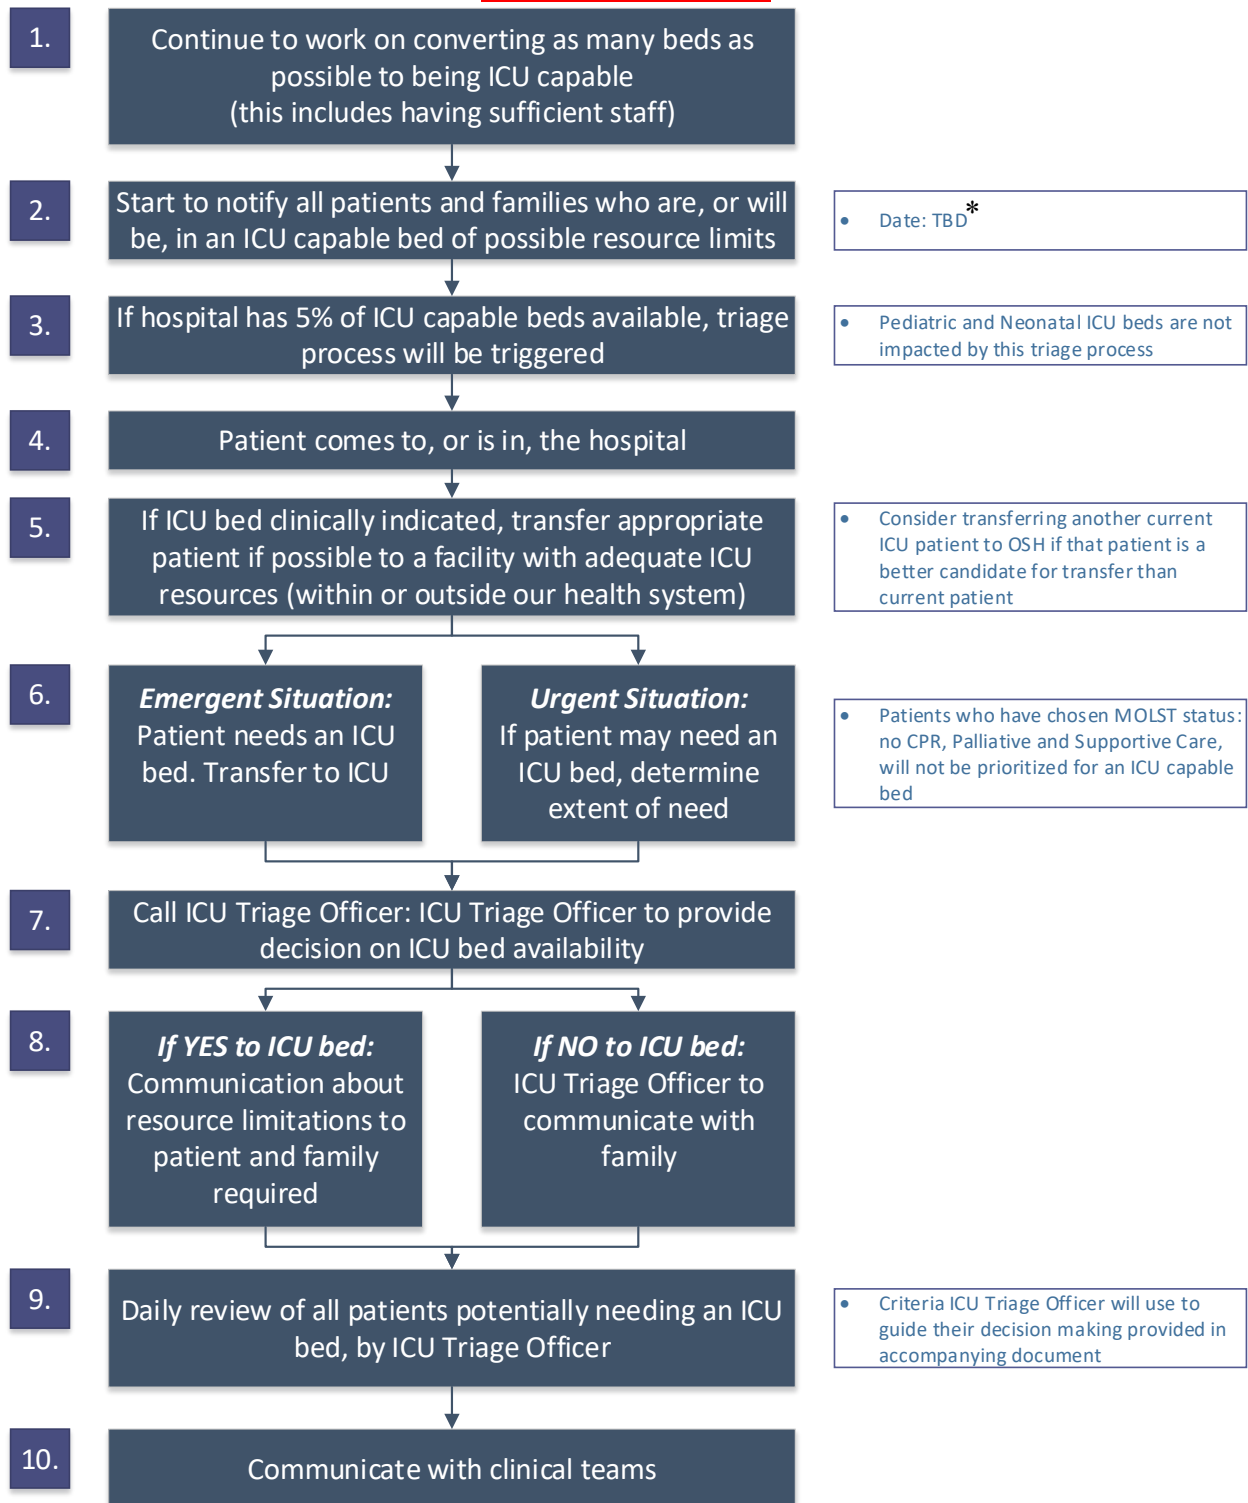 1.
Continue to work on converting as many beds as
possible to being ICU capable
(this includes having sufficient staff)
2.
Start to notify all patients and families who are, or will
be, in an ICU capable bed of possible resource limits
• Date: TBD*
3.
If hospital has 5% of ICU capable beds available, triage
process will be triggered
• Pediatric and Neonatal ICU beds are not
impacted by this triage process
4.
Patient comes to, or is in, the hospital
5.
If ICU bed clinically indicated, transfer appropriate
patient if possible to a facility with adequate ICU
resources (within or outside our health system)
• Consider transferring another current
ICU patient to OSH if that patient is a
better candidate for transfer than
current patient
6.
Emergent Situation:
Patient needs an ICU
bed. Transfer to ICU
Urgent Situation:
If patient may need an
ICU bed, determine
extent of need
• Patients who have chosen MOLST status:
no CPR, Palliative and Supportive Care,
will not be prioritized for an ICU capable
bed
7.
Call ICU Triage Officer: ICU Triage Officer to provide
decision on ICU bed availability
8.
If YES to ICU bed:
Communication about
resource limitations to
patient and family
required
If NO to ICU bed:
ICU Triage Officer to
communicate with
family
9.
Daily review of all patients potentially needing an ICU
bed, by ICU Triage Officer
• Criteria ICU Triage Officer will use to
guide their decision making provided in
accompanying document
10.
Communicate with clinical teams